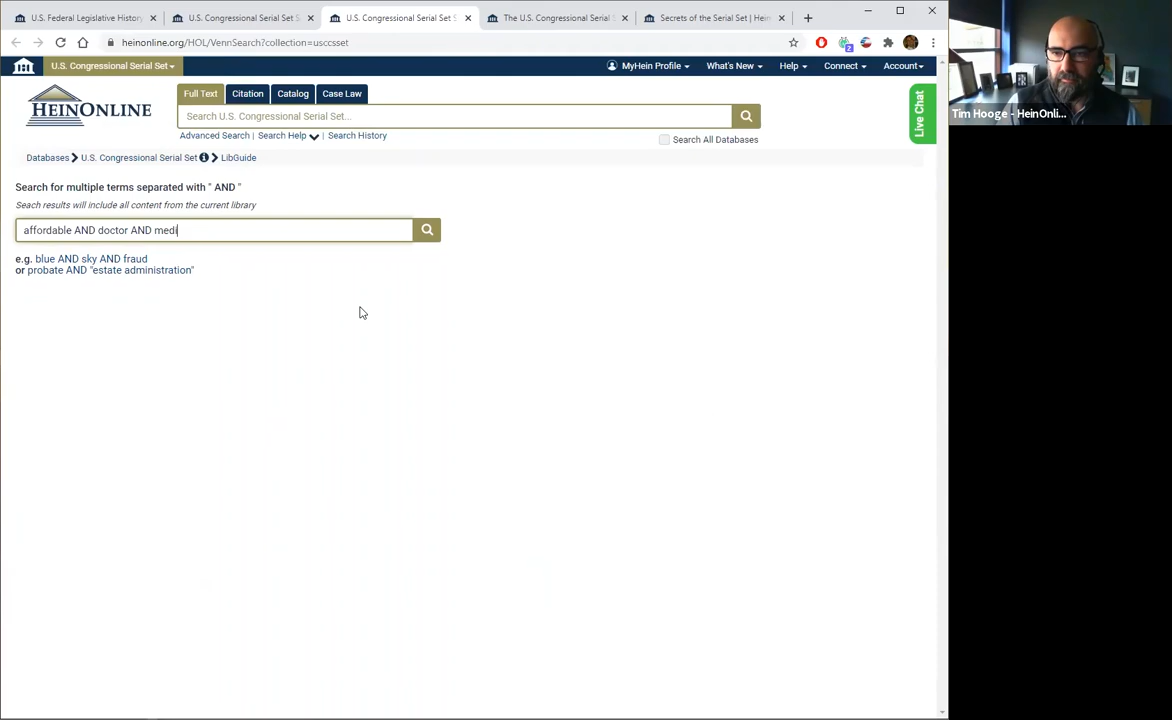 U.S. Federal Legislative History
U.S. Congressional Serial Set S
U.S. Congressional Serial Set S
The U.S. Congressional Serial
Secrets of the Serial Set | Hein
heinonline.org/HOL/VennSearch?collection=usccsset
2
U.S. Congressional Serial Set
MyHein Profile
What's New
Help
Connect
Account
HEINONLINE
Full Text
Citation
Catalog
Case Law
Search U.S. Congressional Serial Set...
Advanced Search | Search Help | Search History
Search All Databases
Live Chat
Tim Hooge - HeinOnli...
Databases U.S. Congressional Serial Set LibGuide
Search for multiple terms separated with " AND "
Seach results will include all content from the current library
affordable AND doctor AND medi
e.g. blue AND sky AND fraud
or probate AND "estate administration"